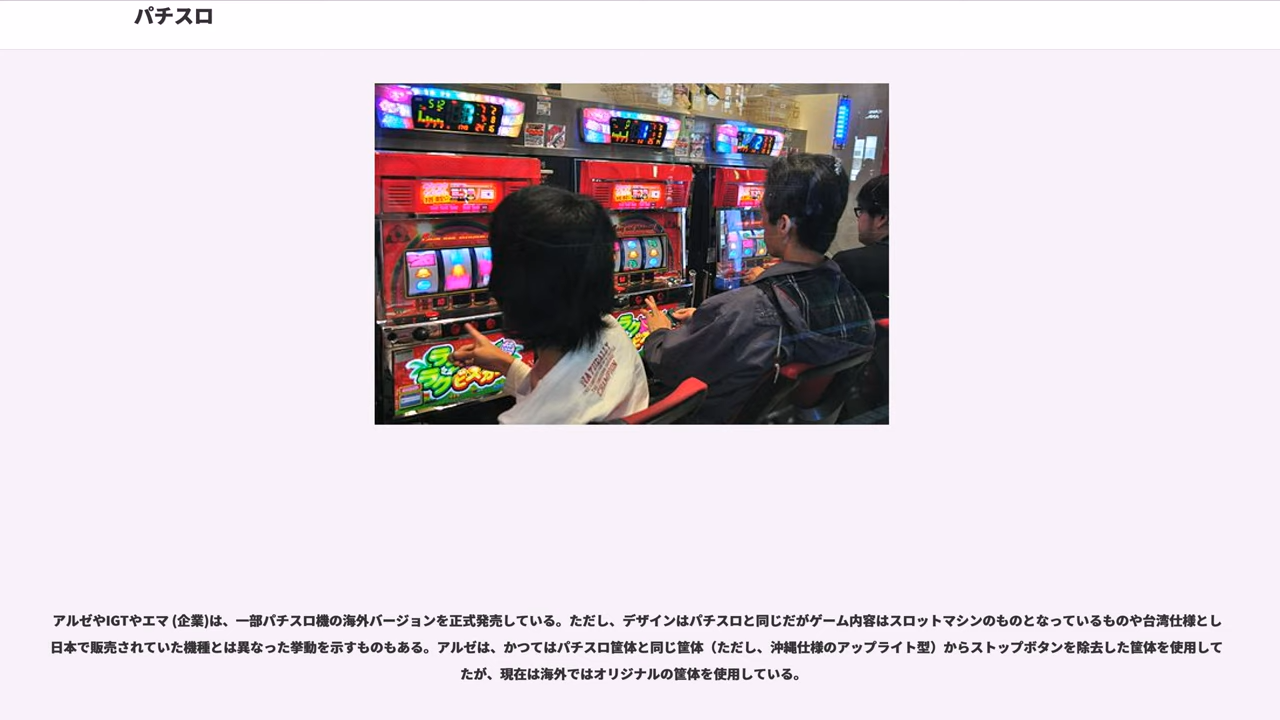 パチスロ
NATURALLY
CHAMPION
アルゼやIGTやエマ (企業)は、一部パチスロ機の海外バージョンを正式発売している。ただし、デザインはパチスロと同じだがゲーム内容はスロットマシンのものとなっているものや台湾仕様とし
日本で販売されていた機種とは異なった挙動を示すものもある。アルゼは、かつてはパチスロ筐体と同じ筐体（ただし、沖縄仕様のアップライト型）からストップボタンを除去した筐体を使用して
たが、現在は海外ではオリジナルの筐体を使用している。